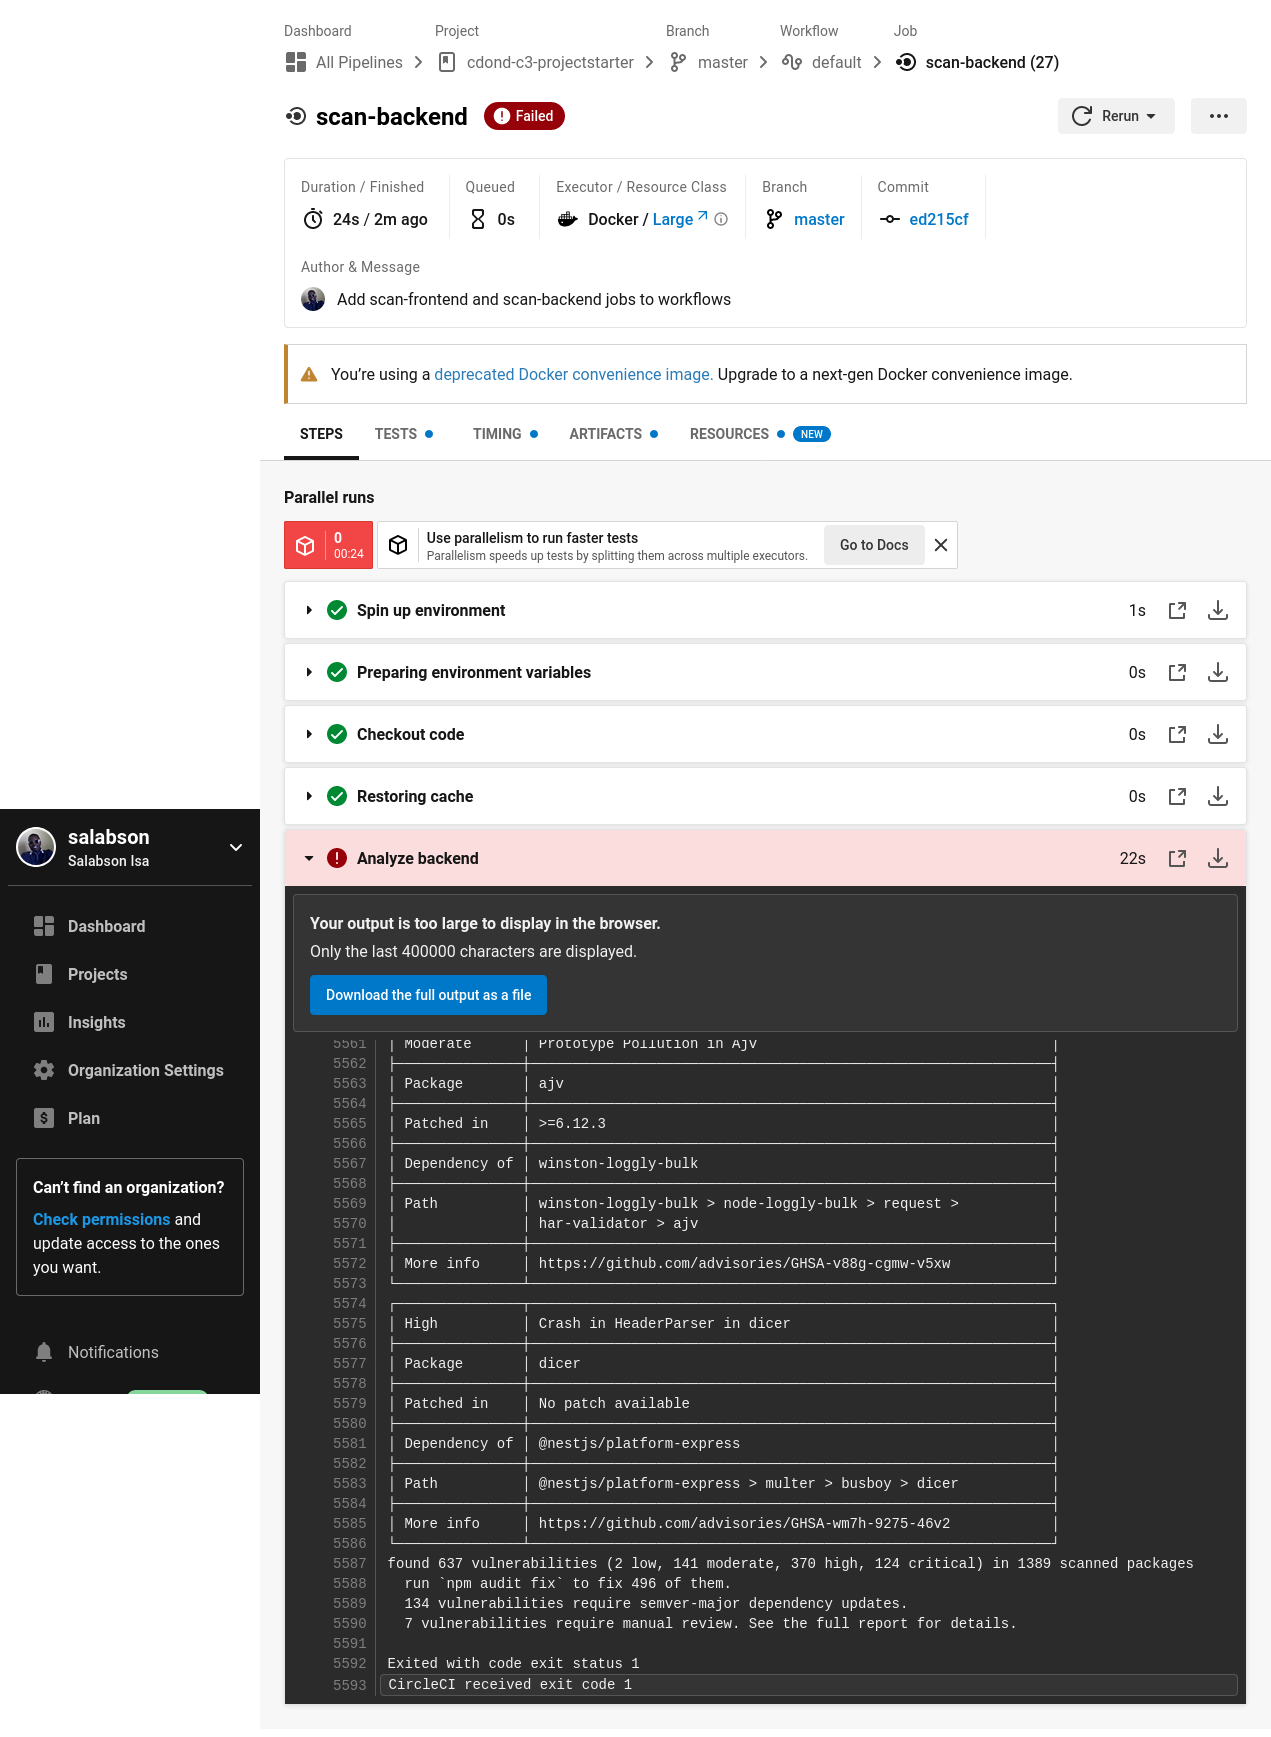 Dashboard Project Branch Workflow Job
All Pipelines cdond-c3-projectstarter master default scan-backend (27)
scan-backend Failed Rerun
Duration / Finished Queued Executor / Resource Class Branch Commit
24s / 2m ago 0s Docker / Large master ed215cf
Author & Message
Add scan-frontend and scan-backend jobs to workflows
You’re using a deprecated Docker convenience image. Upgrade to a next-gen Docker convenience image.
STEPS TESTS TIMING ARTIFACTS RESOURCES NEW
Parallel runs
0
00:24
Use parallelism to run faster tests
Parallelism speeds up tests by splitting them across multiple executors.
Go to Docs
Spin up environment 1s
Preparing environment variables 0s
Checkout code 0s
Restoring cache 0s
Analyze backend 22s
salabson
Salabson Isa
Dashboard
Projects
Insights
Organization Settings
Plan
Can’t find an organization?
Check permissions and
update access to the ones
you want.
Notifications
Your output is too large to display in the browser.
Only the last 400000 characters are displayed.
Download the full output as a file
5561 │ Moderate │ Prototype Pollution in Ajv │
5562
5563 │ Package │ ajv │
5564
5565 │ Patched in │ >=6.12.3 │
5566
5567 │ Dependency of │ winston-loggly-bulk │
5568
5569 │ Path │ winston-loggly-bulk > node-loggly-bulk > request > │
5570 │ │ har-validator > ajv │
5571
5572 │ More info │ https://github.com/advisories/GHSA-v88g-cgmw-v5xw │
5573
5574
5575 │ High │ Crash in HeaderParser in dicer │
5576
5577 │ Package │ dicer │
5578
5579 │ Patched in │ No patch available │
5580
5581 │ Dependency of │ @nestjs/platform-express │
5582
5583 │ Path │ @nestjs/platform-express > multer > busboy > dicer │
5584
5585 │ More info │ https://github.com/advisories/GHSA-wm7h-9275-46v2 │
5586
5587 found 637 vulnerabilities (2 low, 141 moderate, 370 high, 124 critical) in 1389 scanned packages
5588 run `npm audit fix` to fix 496 of them.
5589 134 vulnerabilities require semver-major dependency updates.
5590 7 vulnerabilities require manual review. See the full report for details.
5591
5592 Exited with code exit status 1
5593 CircleCI received exit code 1